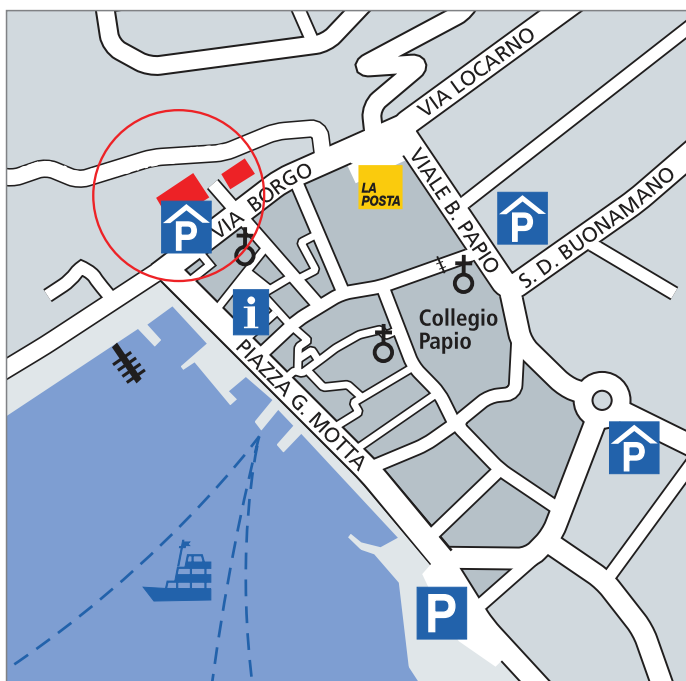 VIA LOCARNO
VIALE B. PAPIO
LA
POSTA
VIA BORGO
P
P
S. D. BUONAMANO
i
Collegio
Papio
PIAZZA G. MOTTA
P
P